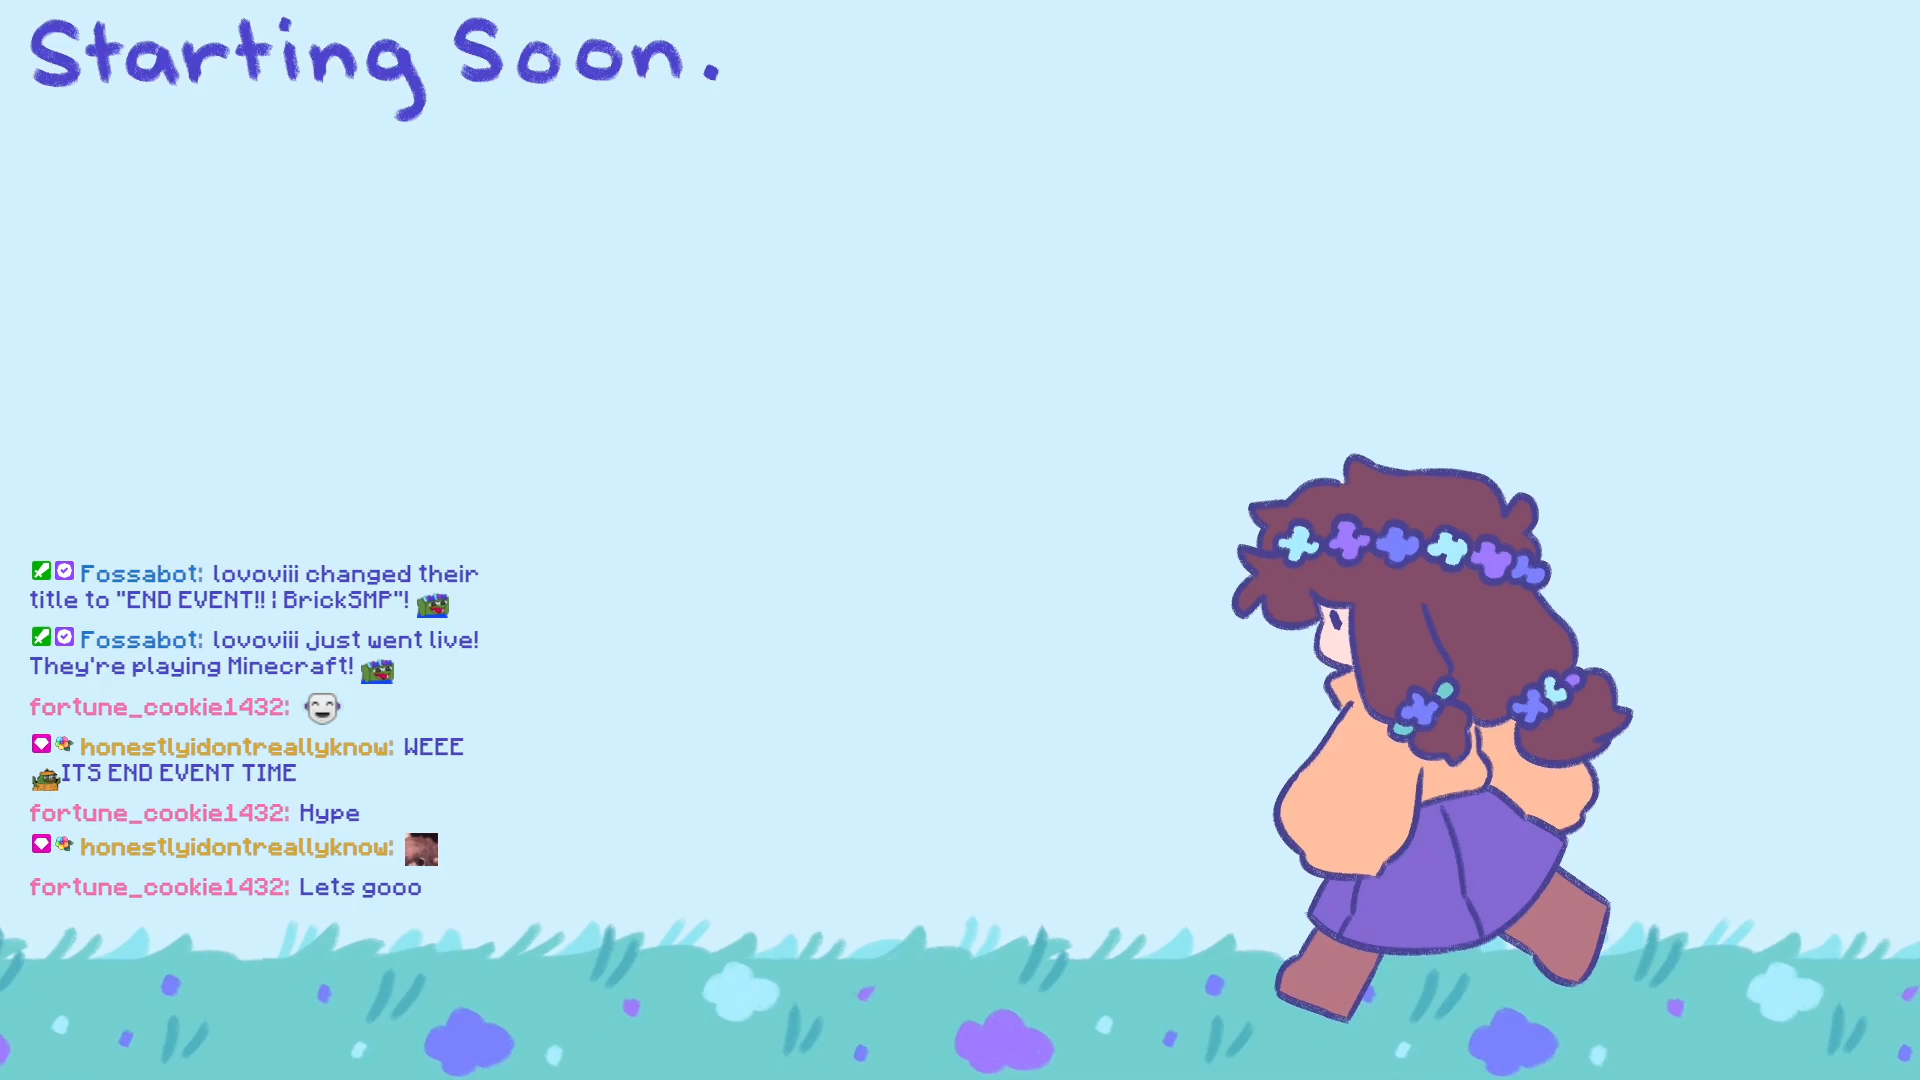 Starting Soon.
Fossabot: lovoviii changed their
title to "END EVENT!! | BrickSMP"!
Fossabot: lovoviii just went live!
They're playing Minecraft!
fortune_cookie1432:
honestlyidontreallyknow: WEEE
ITS END EVENT TIME
fortune_cookie1432: Hype
honestlyidontreallyknow:
fortune_cookie1432: Lets gooo